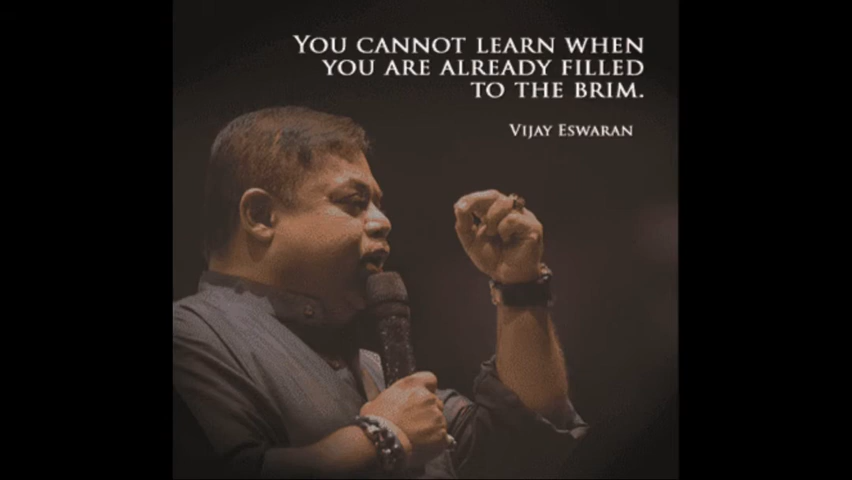 You cannot learn when
you are already filled
to the brim.
Vijay Eswaran